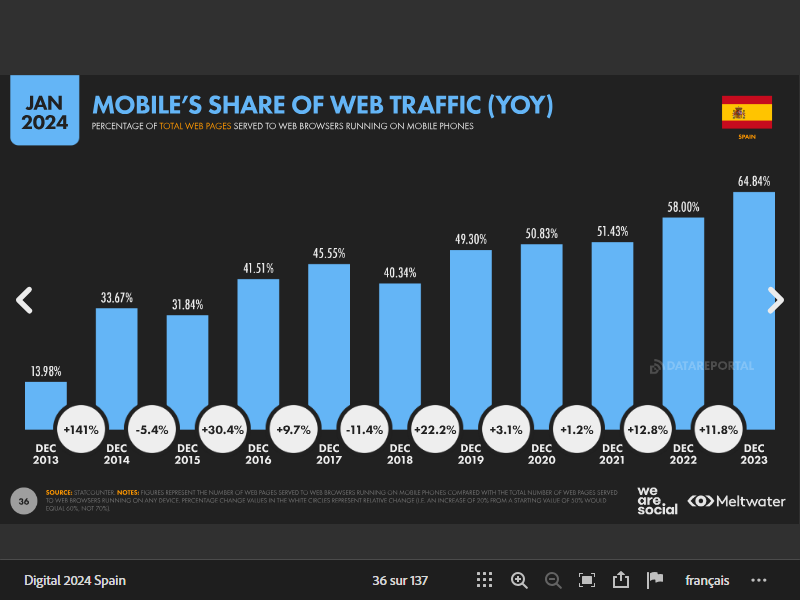 JAN
2024
MOBILE'S SHARE OF WEB TRAFFIC (YOY)
PERCENTAGE OF TOTAL WEB PAGES SERVED TO WEB BROWSERS RUNNING ON MOBILE PHONES
SPAIN
13.98%
33.67%
31.84%
41.51%
45.55%
40.34%
49.30%
50.83%
51.43%
58.00%
64.84%
DATAREPORTAL
+141%
-5.4%
+30.4%
+9.7%
-11.4%
+22.2%
+3.1%
+1.2%
+12.8%
+11.8%
DEC
2013
DEC
2014
DEC
2015
DEC
2016
DEC
2017
DEC
2018
DEC
2019
DEC
2020
DEC
2021
DEC
2022
DEC
2023
36
SOURCE: STATCOUNTER. NOTES: FIGURES REPRESENT THE NUMBER OF WEB PAGES SERVED TO WEB BROWSERS RUNNING ON MOBILE PHONES COMPARED WITH THE TOTAL NUMBER OF WEB PAGES SERVED
TO WEB BROWSERS RUNNING ON ANY DEVICE. PERCENTAGE CHANGE VALUES IN THE WHITE CIRCLES REPRESENT RELATIVE CHANGE (I.E. AN INCREASE OF 20% FROM A STARTING VALUE OF 50% WOULD
EQUAL 60%, NOT 70%).
we
are.
social
Meltwater
Digital 2024 Spain
36 sur 137
français